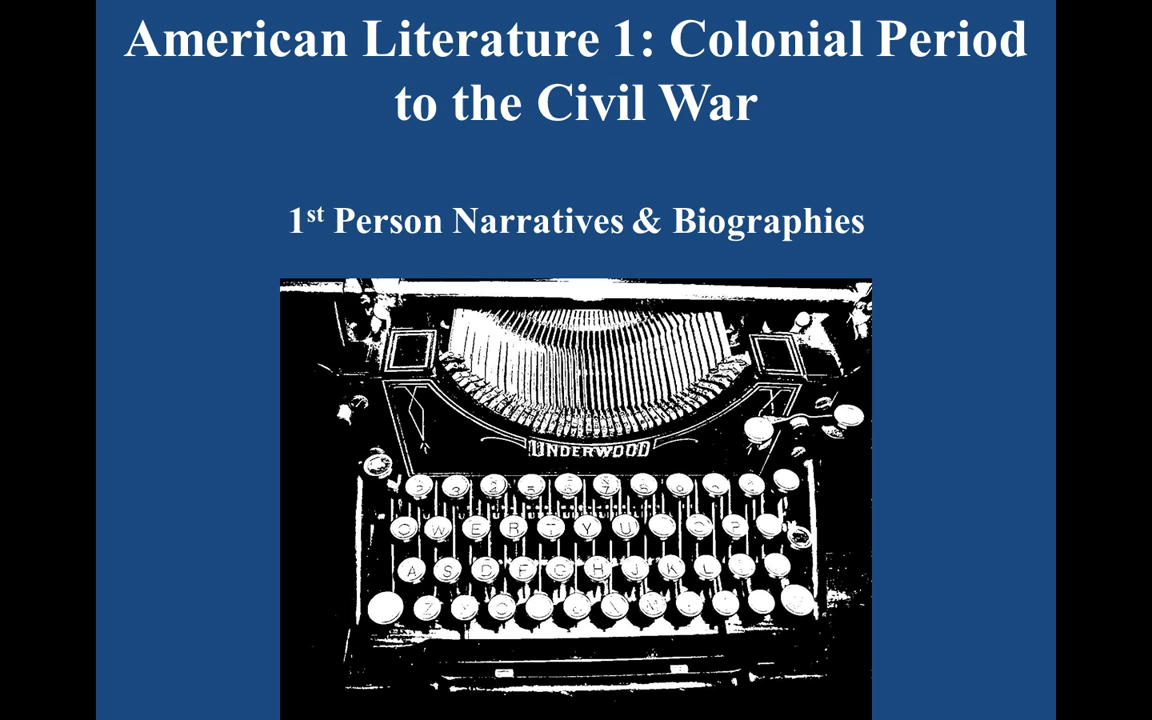 American Literature 1: Colonial Period
to the Civil War
1st Person Narratives & Biographies
UNDERWOOD
W E R T Y U O P
A S D F G H J K L
Z